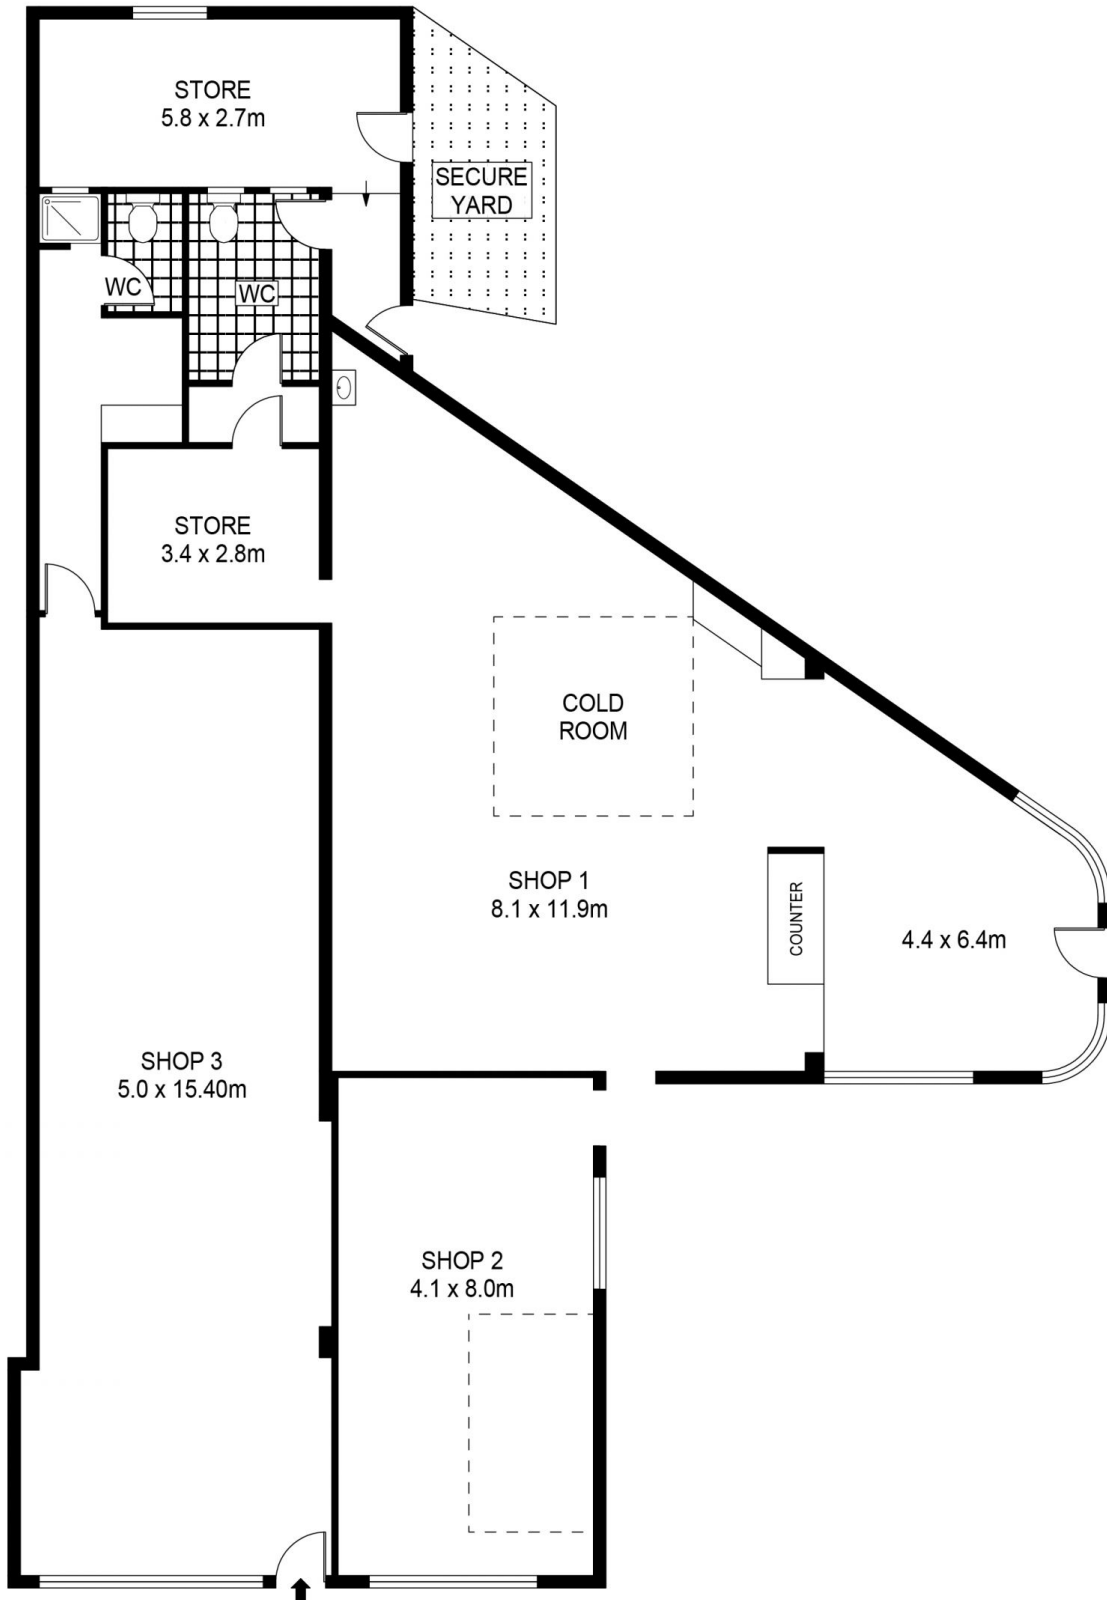 STORE
5.8 x 2.7m
SECURE
YARD
WC
WC
STORE
3.4 x 2.8m
COLD
ROOM
SHOP 1
8.1 x 11.9m
COUNTER
4.4 x 6.4m
SHOP 3
5.0 x 15.40m
SHOP 2
4.1 x 8.0m